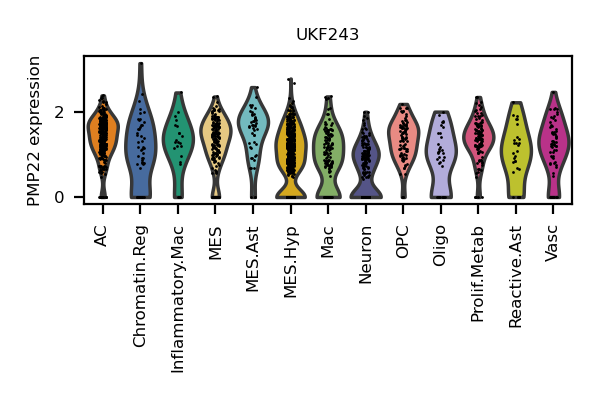 UKF243
PMP22 expression
2
0
AC
Chromatin.Reg
Inflammatory.Mac
MES
MES.Ast
MES.Hyp
Mac
Neuron
OPC
Oligo
Prolif.Metab
Reactive.Ast
Vasc